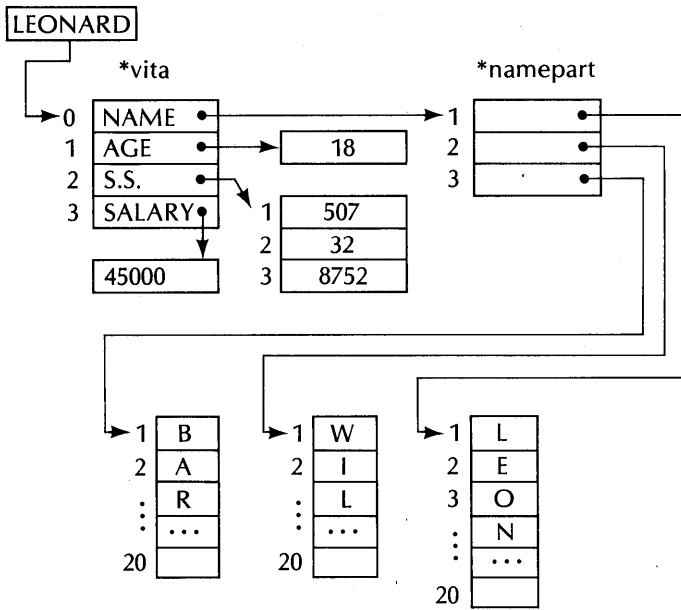 LEONARD
*vita
*namepart
0 NAME
1 AGE
2 S.S.
3 SALARY
18
1 507
2 32
3 8752
45000
1
2
3
1 B
2 A
R
...
20
1 W
2 I
L
...
20
1 L
2 E
3 O
N
...
20